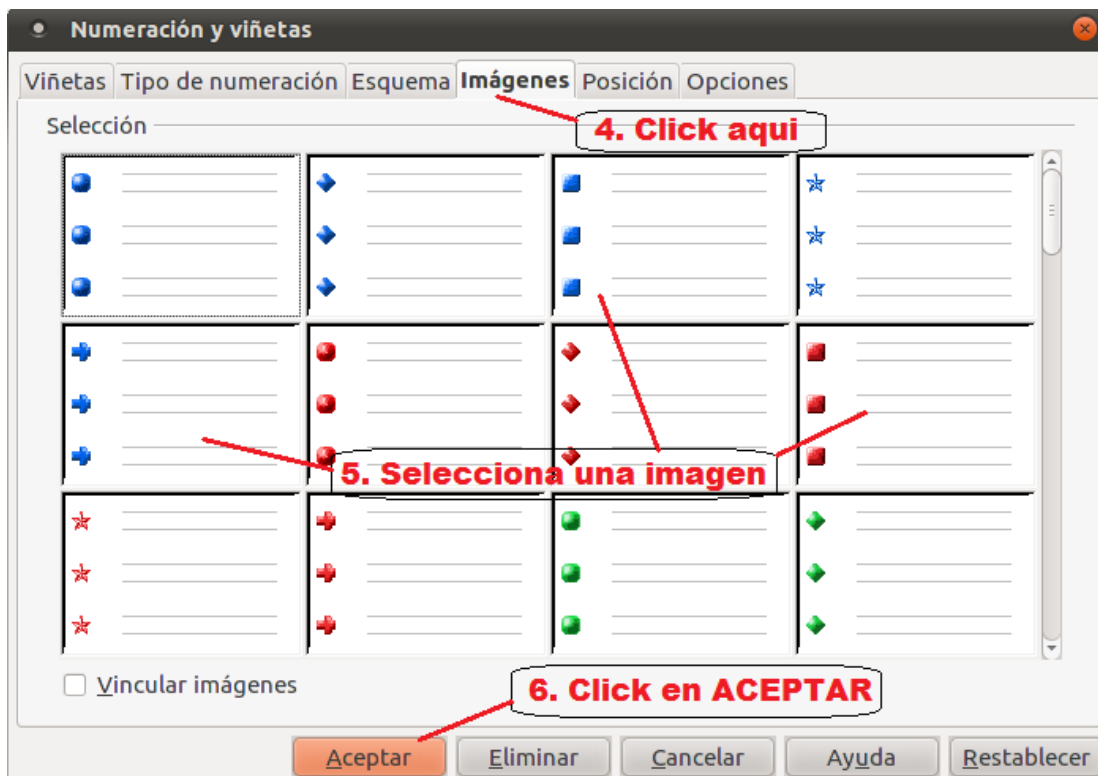 Numeración y viñetas
Viñetas Tipo de numeración Esquema Imágenes Posición Opciones
Selección
4. Click aqui
5. Selecciona una imagen
Vincular imágenes
6. Click en ACEPTAR
Aceptar Eliminar Cancelar Ayuda Restablecer